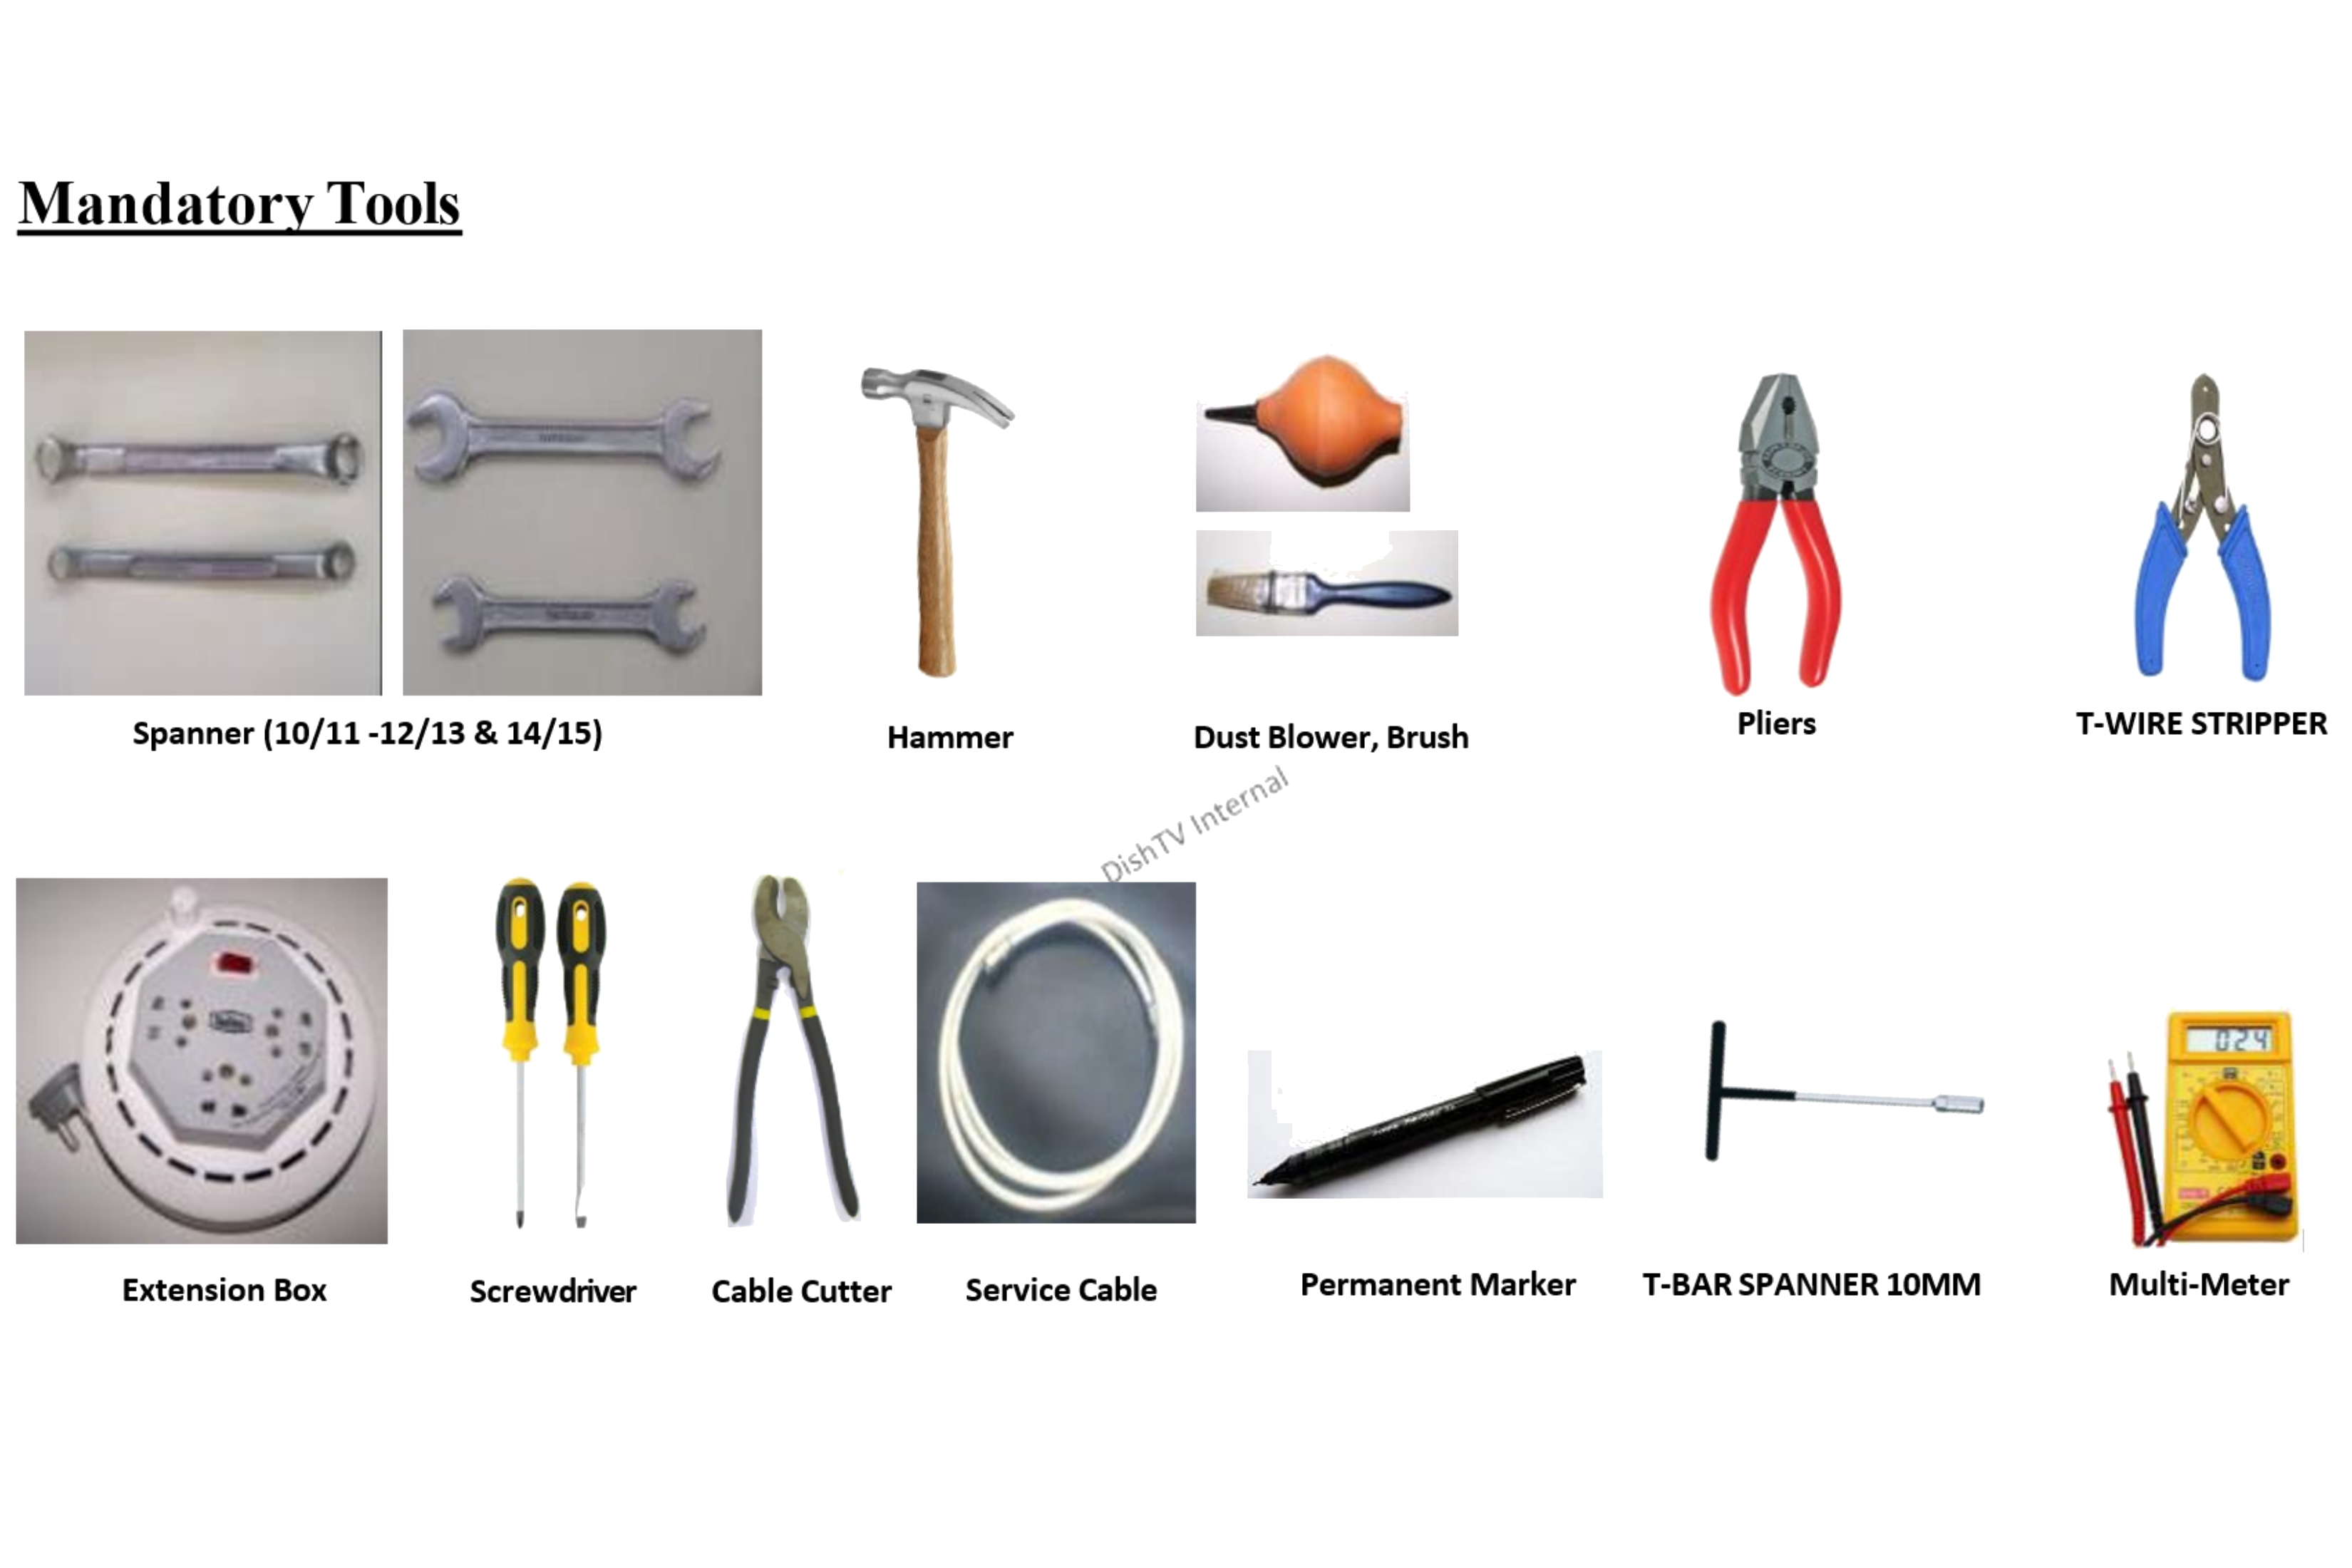 Mandatory Tools
Spanner (10/11 -12/13 & 14/15)
Hammer
Dust Blower, Brush
Pliers
T-WIRE STRIPPER
DishTV Internal
Extension Box
Screwdriver
Cable Cutter
Service Cable
Permanent Marker
T-BAR SPANNER 10MM
Multi-Meter
024